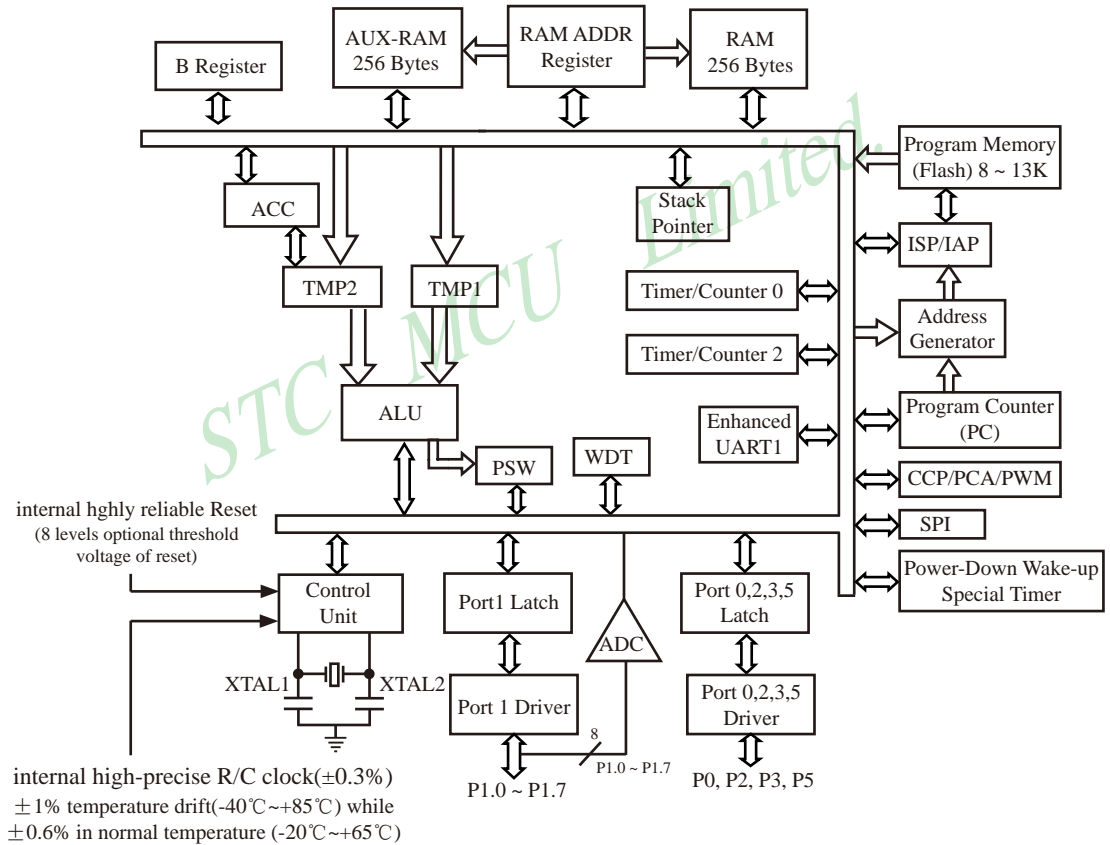 AUX-RAM
256 Bytes
RAM ADDR
Register
RAM
256 Bytes
B Register
Program Memory
(Flash) 8 ~ 13K
ACC
Stack
Pointer
ISP/IAP
TMP2
TMP1
Timer/Counter 0
Address
Generator
Timer/Counter 2
ALU
Enhanced
UART1
Program Counter
(PC)
PSW
WDT
CCP/PCA/PWM
STC MCU Limited.
internal hghly reliable Reset
(8 levels optional threshold
voltage of reset)
SPI
Control
Unit
Port1 Latch
Port 0,2,3,5
Latch
Power-Down Wake-up
Special Timer
ADC
XTAL1
XTAL2
Port 1 Driver
Port 0,2,3,5
Driver
8
P1.0 ~ P1.7
P1.0 ~ P1.7
P0, P2, P3, P5
internal high-precise R/C clock(±0.3%)
±1% temperature drift(-40℃~+85℃) while
±0.6% in normal temperature (-20℃~+65℃)